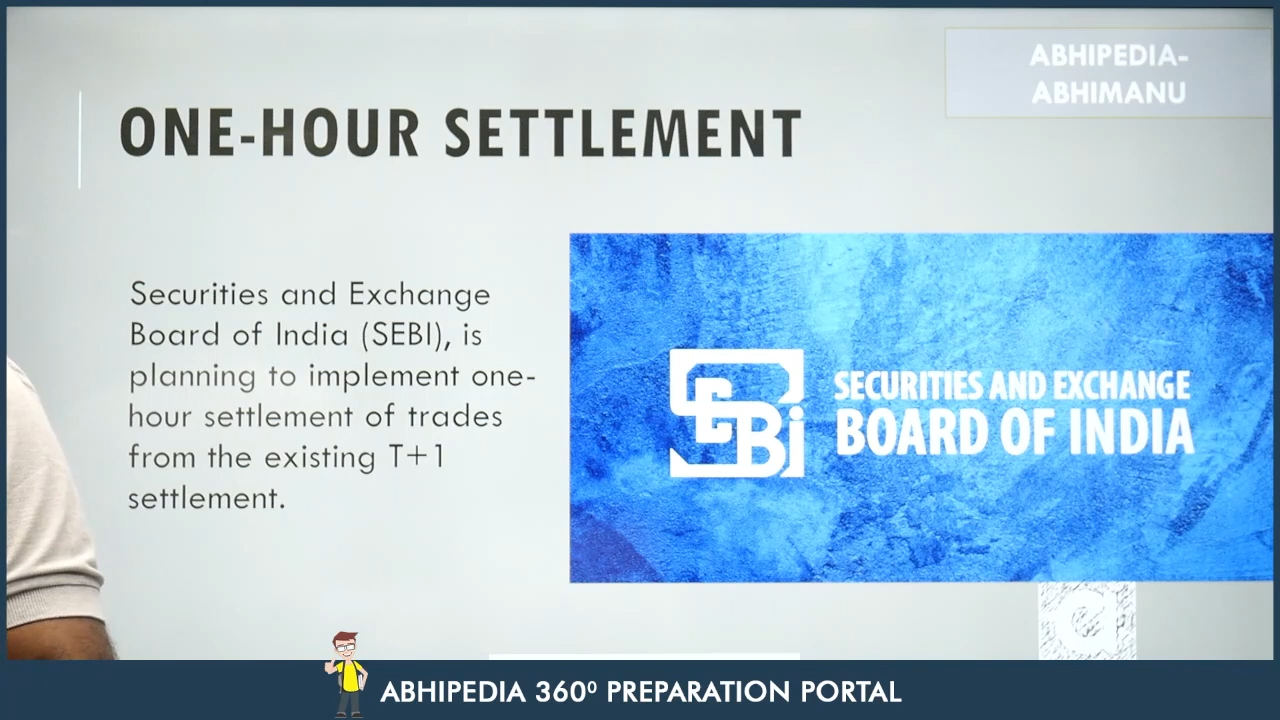 ABHIPEDIA-
ABHIMANU
ONE-HOUR SETTLEMENT
Securities and Exchange
Board of India (SEBI), is
planning to implement one-
hour settlement of trades
from the existing T+1
settlement.
SEBI
SECURITIES AND EXCHANGE
BOARD OF INDIA
ABHIPEDIA 360⁰ PREPARATION PORTAL